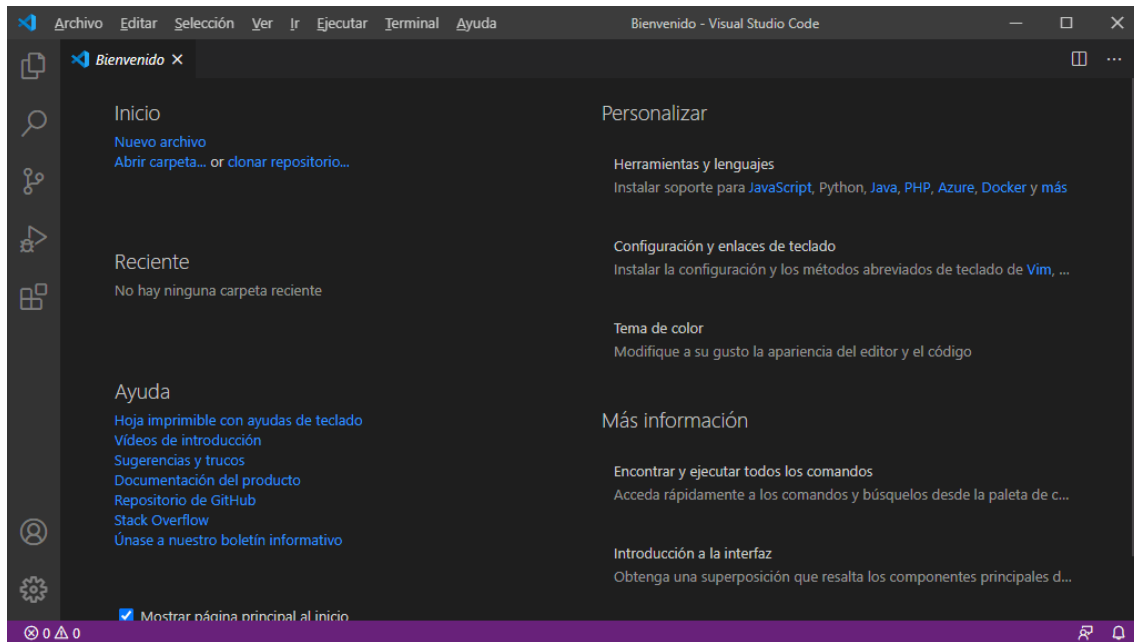 Archivo Editar Selección Ver Ir Ejecutar Terminal Ayuda Bienvenido - Visual Studio Code
Bienvenido
Inicio
Nuevo archivo
Abrir carpeta... or clonar repositorio...
Reciente
No hay ninguna carpeta reciente
Ayuda
Hoja imprimible con ayudas de teclado
Vídeos de introducción
Sugerencias y trucos
Documentación del producto
Repositorio de GitHub
Stack Overflow
Únase a nuestro boletín informativo
Mostrar página principal al inicio
Personalizar
Herramientas y lenguajes
Instalar soporte para JavaScript, Python, Java, PHP, Azure, Docker y más
Configuración y enlaces de teclado
Instalar la configuración y los métodos abreviados de teclado de Vim, ...
Tema de color
Modifique a su gusto la apariencia del editor y el código
Más información
Encontrar y ejecutar todos los comandos
Acceda rápidamente a los comandos y búsquelos desde la paleta de c...
Introducción a la interfaz
Obtenga una superposición que resalta los componentes principales d...
0 0